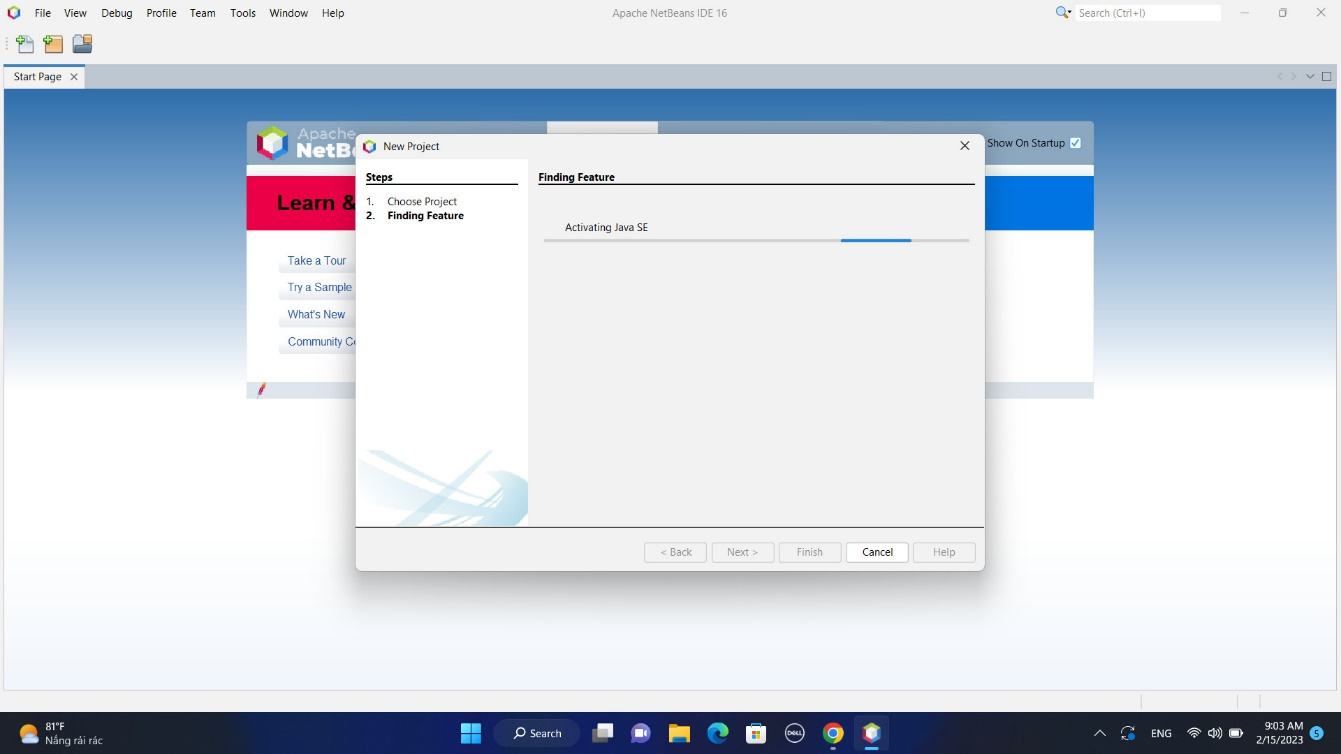 File View Debug Profile Team Tools Window Help
Apache NetBeans IDE 16
Search (Ctrl+I)
Start Page
Apache
Show On Startup
Learn &
Take a Tour
Try a Sample
What's New
Community
New Project
Steps
1. Choose Project
2. Finding Feature
Finding Feature
Activating Java SE
< Back Next > Finish Cancel Help
81°F
Nắng rải rác
Search
DELL
ENG
9:03 AM
2/15/2023
5